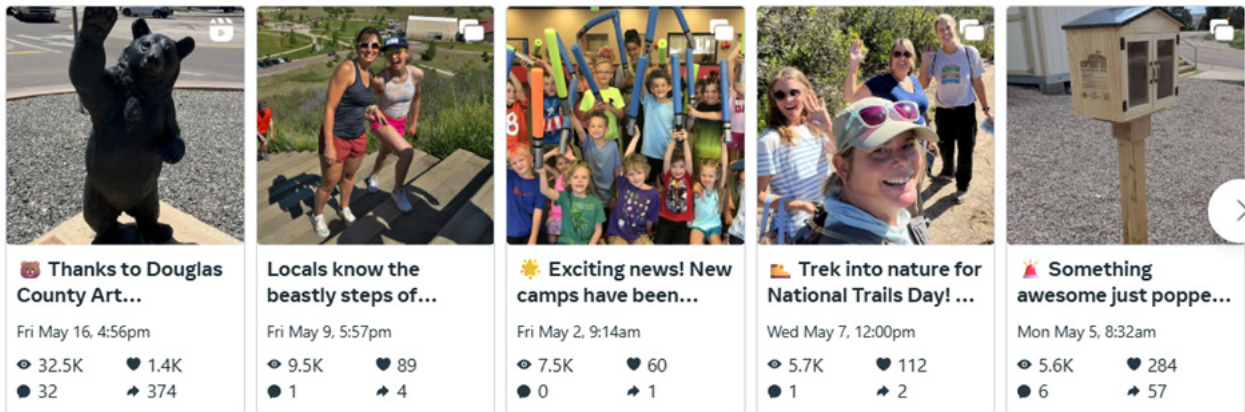 🐻 Thanks to Douglas
County Art...
Fri May 16, 4:56pm
32.5K 1.4K
32 374
Locals know the
beastly steps of...
Fri May 9, 5:57pm
9.5K 89
1 4
🌟 Exciting news! New
camps have been...
Fri May 2, 9:14am
7.5K 60
0 1
🥾 Trek into nature for
National Trails Day! ...
Wed May 7, 12:00pm
5.7K 112
1 2
🚨 Something
awesome just poppe...
Mon May 5, 8:32am
5.6K 284
6 57